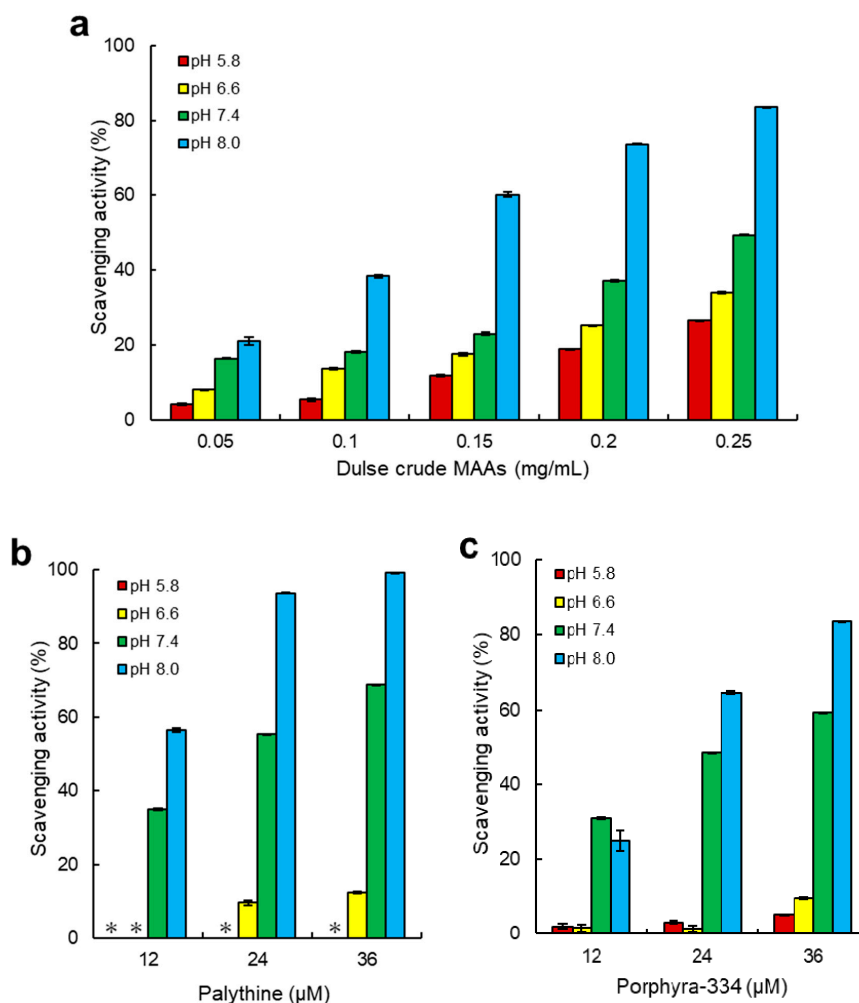 a
Scavenging activity (%)
100
80
60
40
20
0
pH 5.8
pH 6.6
pH 7.4
pH 8.0
0.05 0.1 0.15 0.2 0.25
Dulse crude MAAs (mg/mL)
b
Scavenging activity (%)
100
80
60
40
20
0
pH 5.8
pH 6.6
pH 7.4
pH 8.0
* * * *
12 24 36
Palythine (μM)
c
Scavenging activity (%)
100
80
60
40
20
0
pH 5.8
pH 6.6
pH 7.4
pH 8.0
12 24 36
Porphyra-334 (μM)